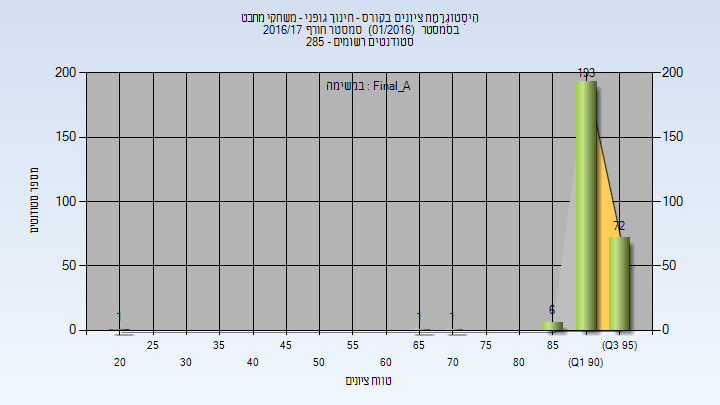 היסטוגרמת ציונים בקורס - חינוך גופני - משחקי מחבט
בסמסטר (01/2016) סמסטר חורף 2016/17
סטודנטים רשומים - 285
במשימה : Final_A
200 200
150 150
100 100
50 50
0 0
מספר סטודנטים
1 1 1 6 193 72
25 35 45 55 65 75 85 (Q3 95)
20 30 40 50 60 70 80 (Q1 90)
טווח ציונים